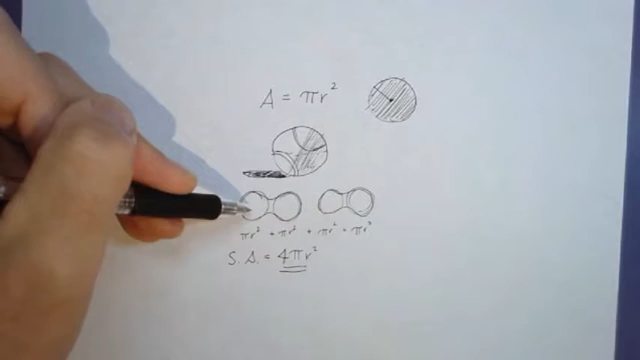 A = πr²
πr² + πr² + πr² + πr²
S.A. = 4πr²